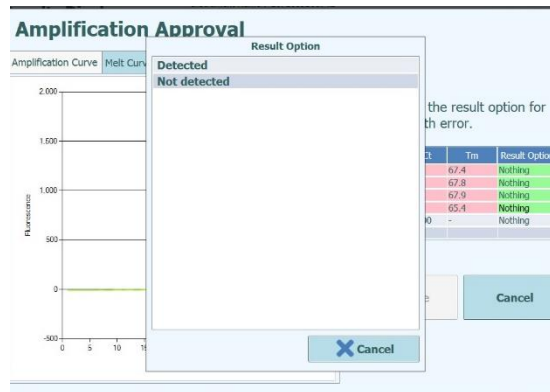 Amplification Approval
Result Option
Amplification Curve Melt Curv
Detected
Not detected
2.000
the result option for
th error.
1.500
Ct Tm Result Optio
67.4 Nothing
67.8 Nothing
67.9 Nothing
65.4 Nothing
- Nothing
1.000
Fluorescence
500
0
Cancel
-500
0 5 10
Cancel